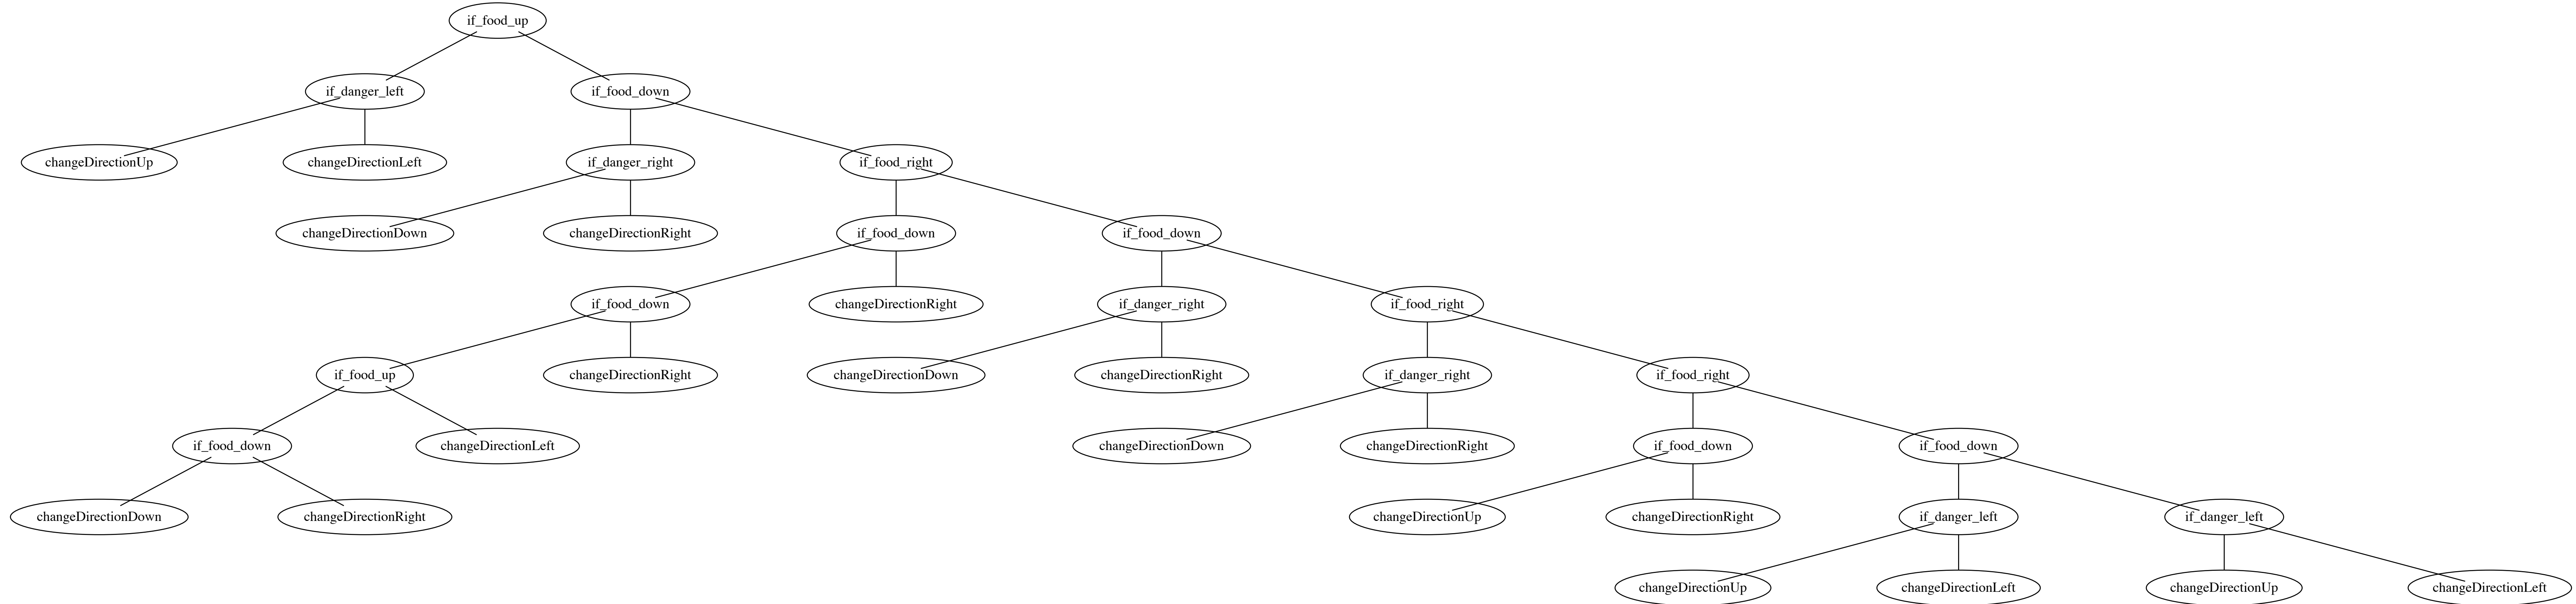 if_food_up
if_danger_left
if_food_down
changeDirectionUp
changeDirectionLeft
if_danger_right
if_food_right
changeDirectionDown
changeDirectionRight
if_food_down
if_food_down
if_food_down
changeDirectionRight
if_danger_right
if_food_right
if_food_up
changeDirectionRight
changeDirectionDown
changeDirectionRight
if_danger_right
if_food_right
if_food_down
changeDirectionLeft
changeDirectionDown
changeDirectionRight
if_food_down
if_food_down
changeDirectionDown
changeDirectionRight
changeDirectionUp
changeDirectionRight
if_danger_left
if_danger_left
changeDirectionUp
changeDirectionLeft
changeDirectionUp
changeDirectionLeft